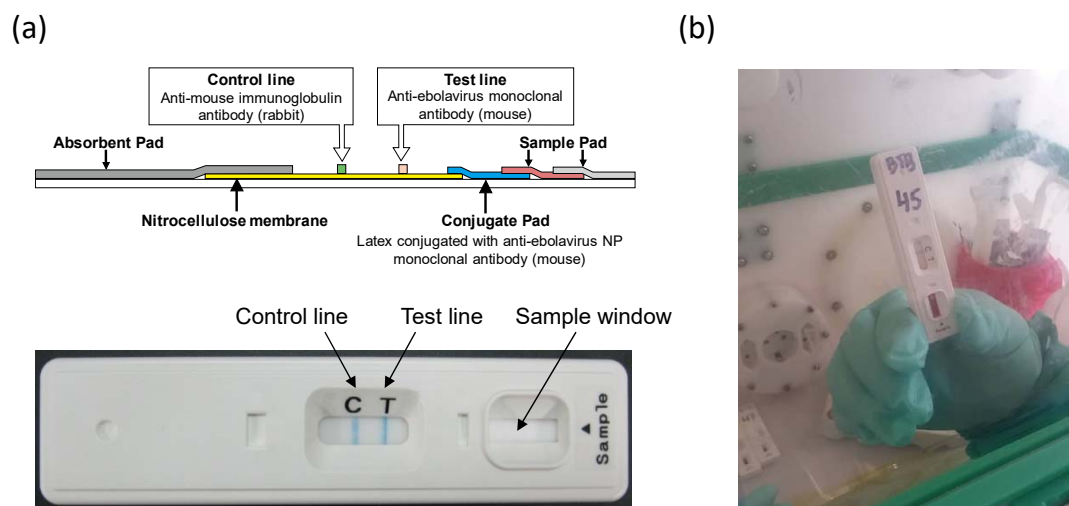 (a)
(b)
Control line
Anti-mouse immunoglobulin
antibody (rabbit)
Test line
Anti-ebolavirus monoclonal
antibody (mouse)
Absorbent Pad
Sample Pad
Nitrocellulose membrane
Conjugate Pad
Latex conjugated with anti-ebolavirus NP
monoclonal antibody (mouse)
Control line
Test line
Sample window
C T
Sample
45
C T